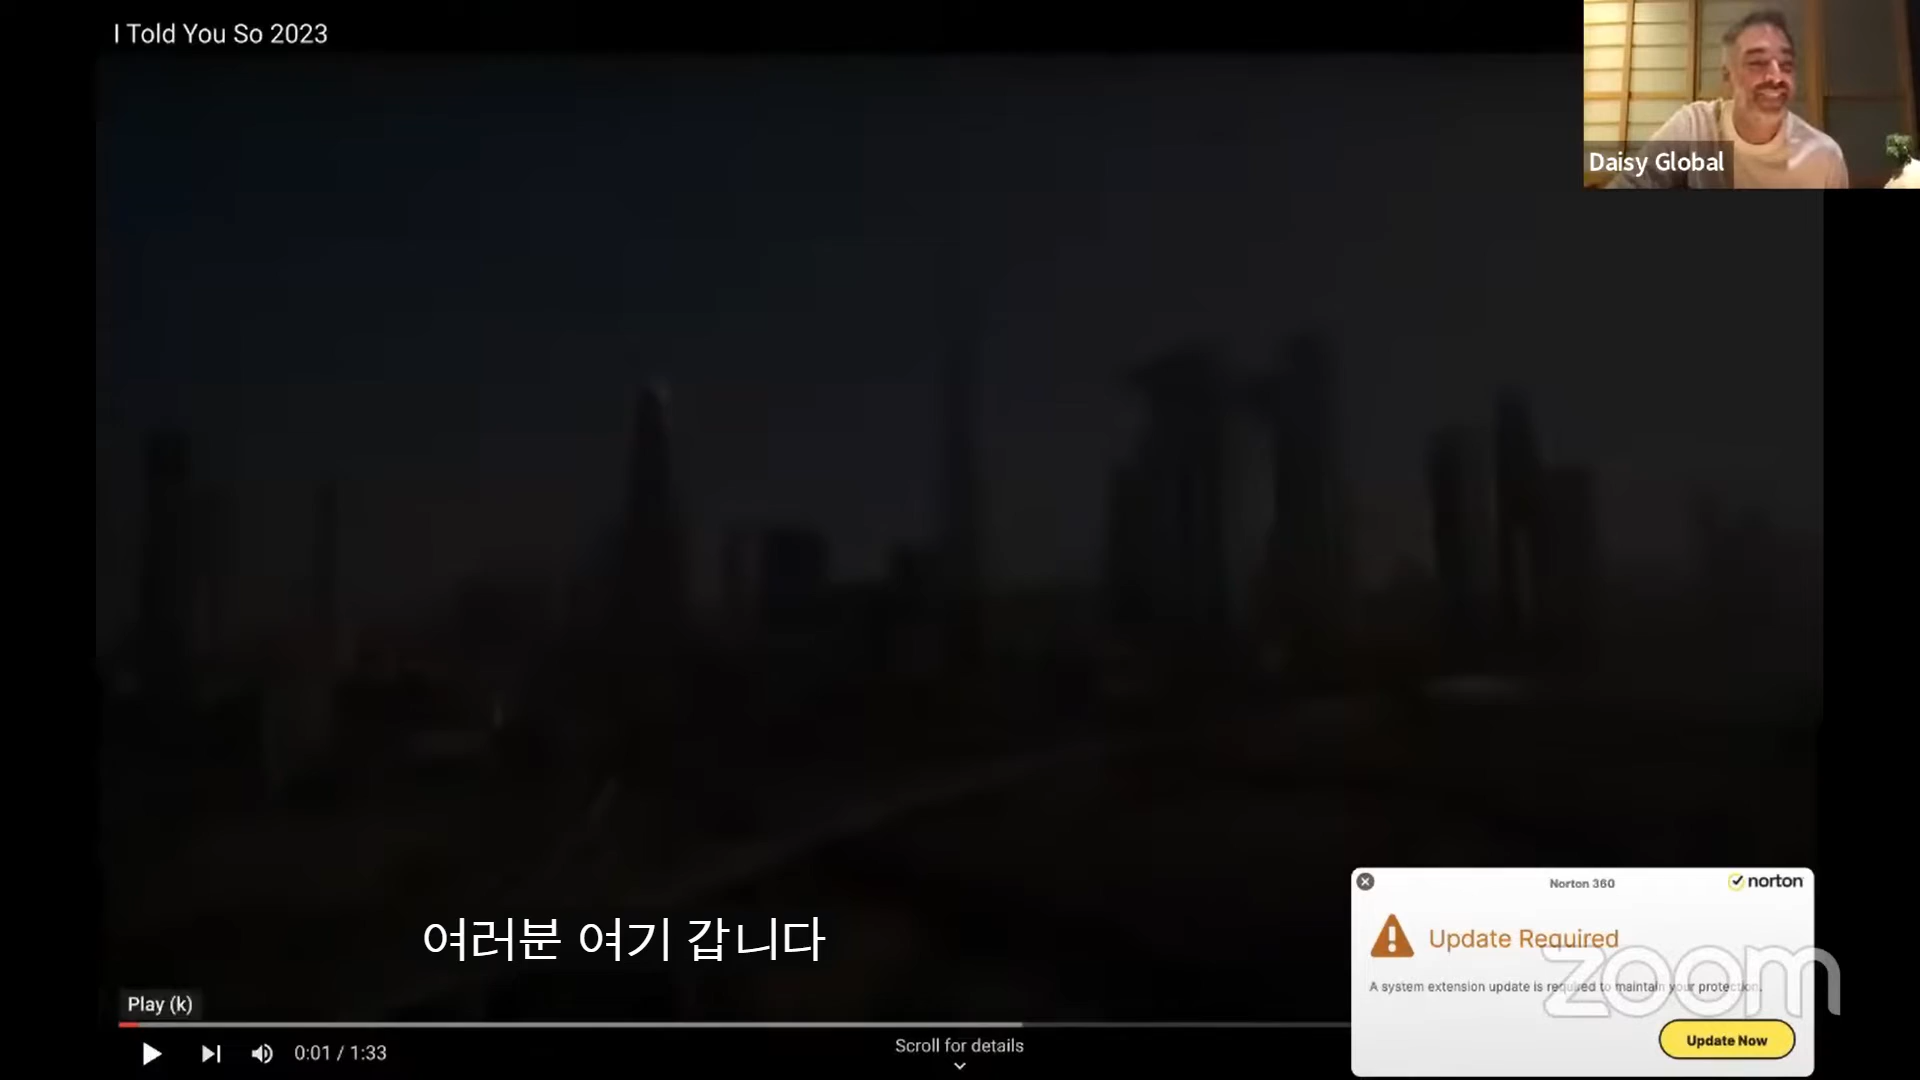 I Told You So 2023
Daisy Global
여러분 여기 갑니다
Play (k)
0:01 / 1:33
Scroll for details
Norton 360
norton
Update Required
A system extension update is required to maintain your protection.
Update Now
zoom